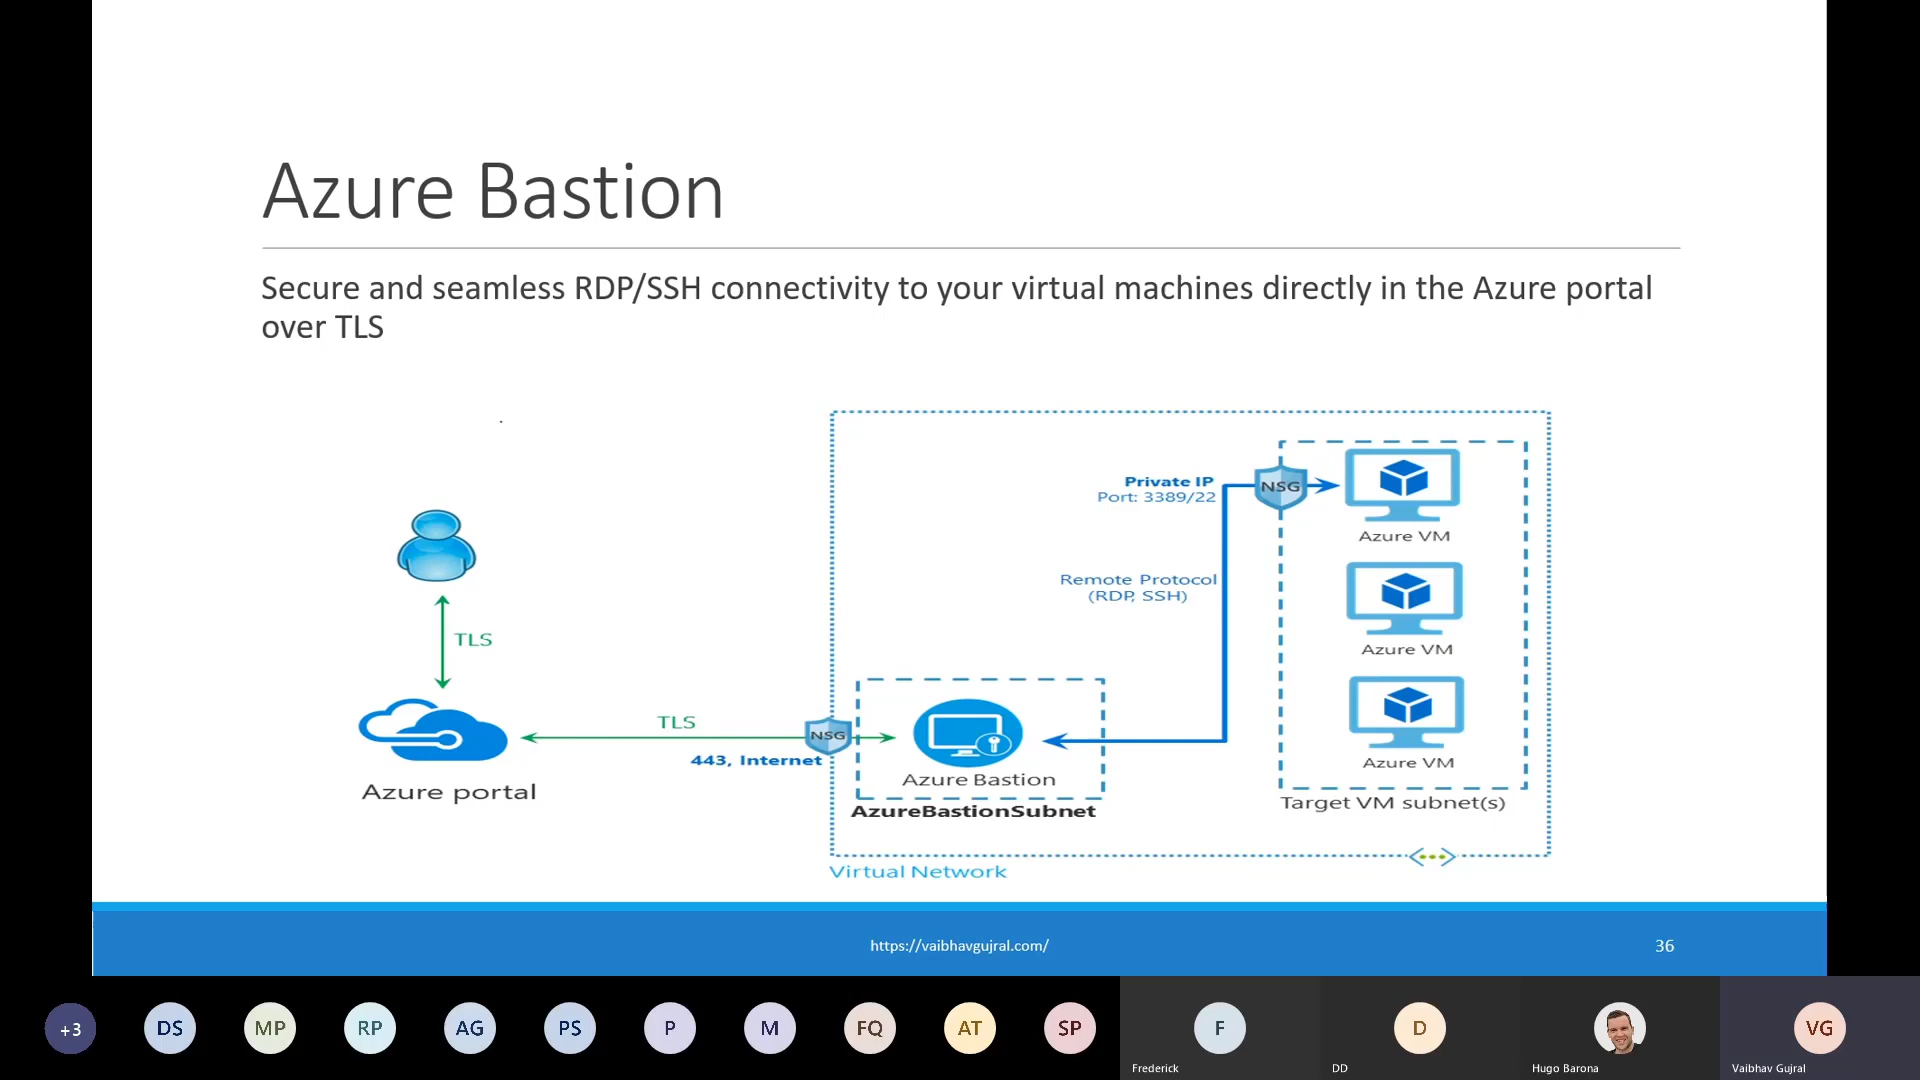 Azure Bastion
Secure and seamless RDP/SSH connectivity to your virtual machines directly in the Azure portal
over TLS
Private IP
Port: 3389/22
NSG
Azure VM
Remote Protocol
(RDP, SSH)
Azure VM
TLS
Azure VM
Target VM subnet(s)
TLS
NSG
443, Internet
Azure portal
Azure Bastion
AzureBastionSubnet
Virtual Network
https://vaibhavgujral.com/
36
+3
DS
MP
RP
AG
PS
P
M
FQ
AT
SP
F
Frederick
D
DD
Hugo Barona
VG
Vaibhav Gujral